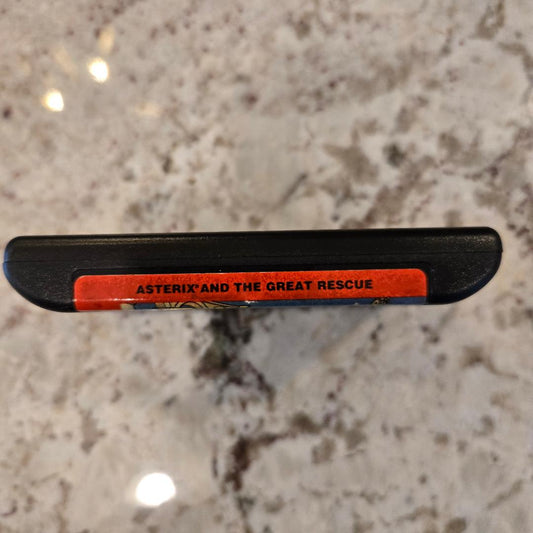 ASTERIX® AND THE GREAT RESCUE